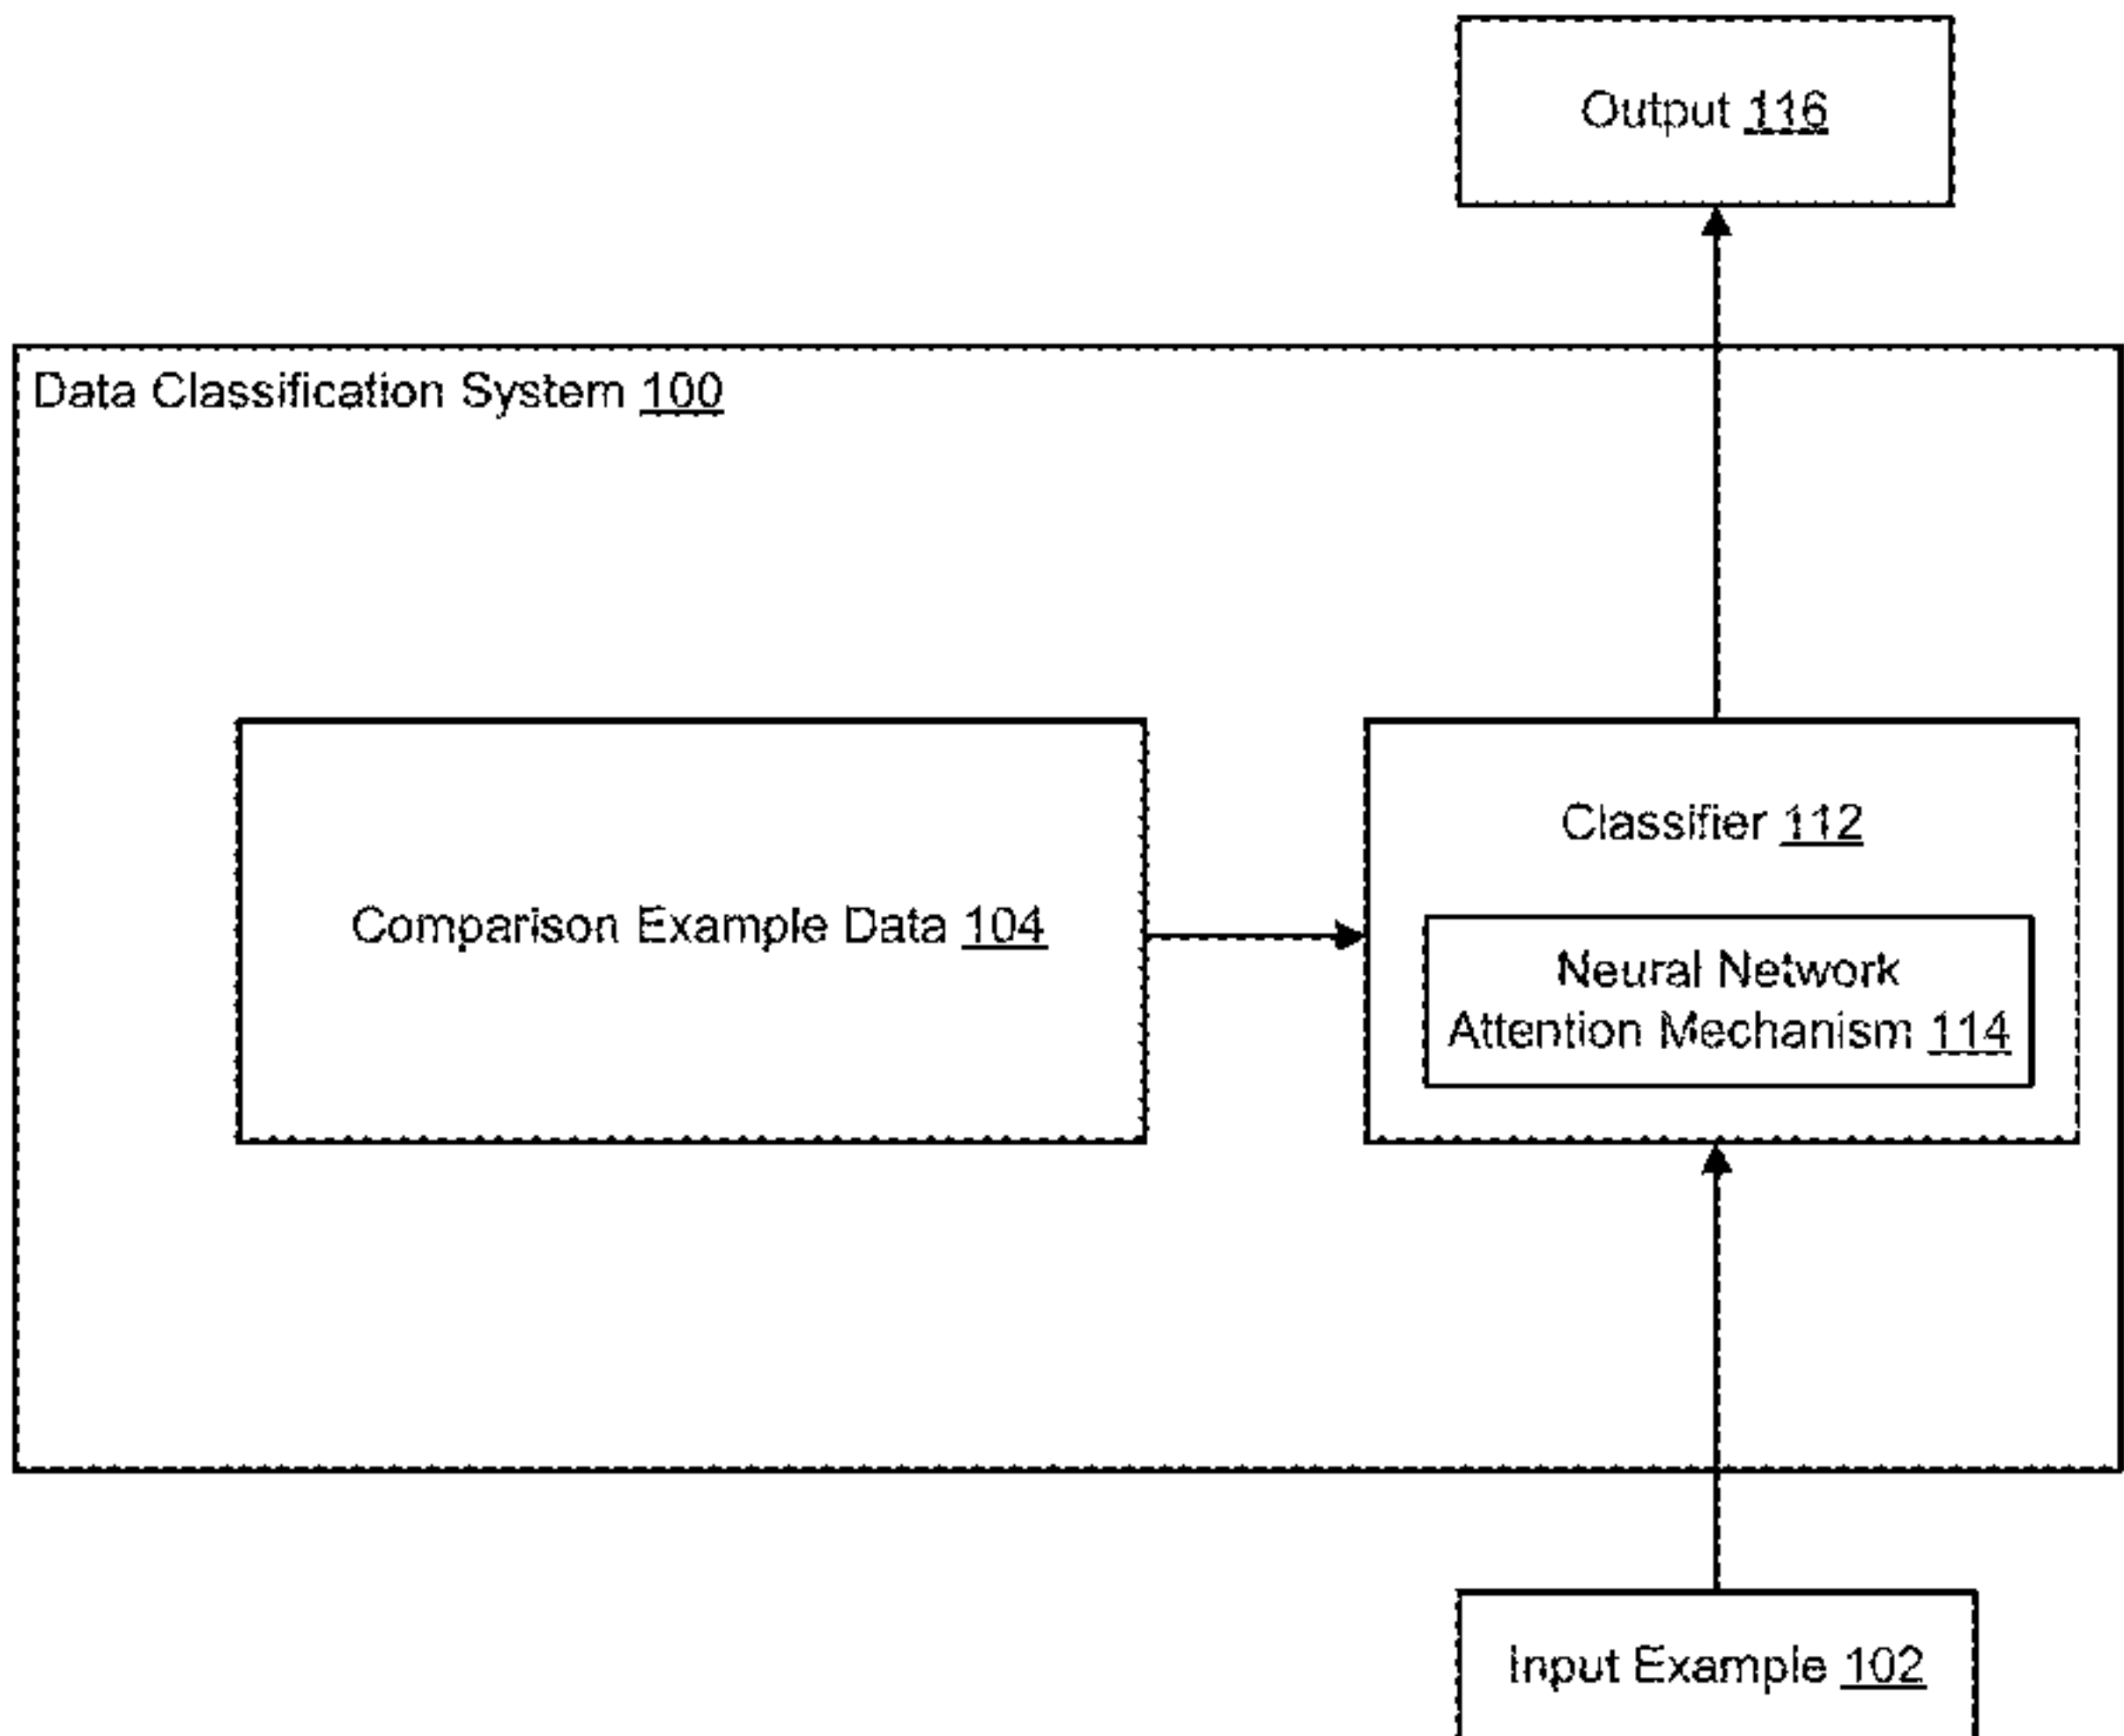 Output 116
Data Classification System 100
Classifier 112
Comparison Example Data 104
Neural Network
Attention Mechanism 114
Input Example 102